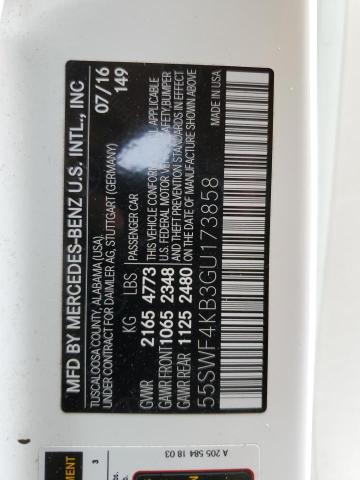 MFD BY MERCEDES-BENZ U.S. INTL., INC
TUSCALOOSA COUNTY, ALABAMA (USA). 07/16
UNDER CONTRACT FOR DAIMLER AG, STUTTGART (GERMANY) 149
KG LBS PASSENGER CAR
GVWR 2165 4773 THIS VEHICLE CONFORMS TO ALL APPLICABLE
GAWR FRONT 1065 2348 U.S. FEDERAL MOTOR VEHICLE SAFETY, BUMPER
GAWR REAR 1125 2480 AND THEFT PREVENTION STANDARDS IN EFFECT
ON THE DATE OF MANUFACTURE SHOWN ABOVE
55SWF4KB3GU173858 MADE IN USA
A 205 584 18 03
3